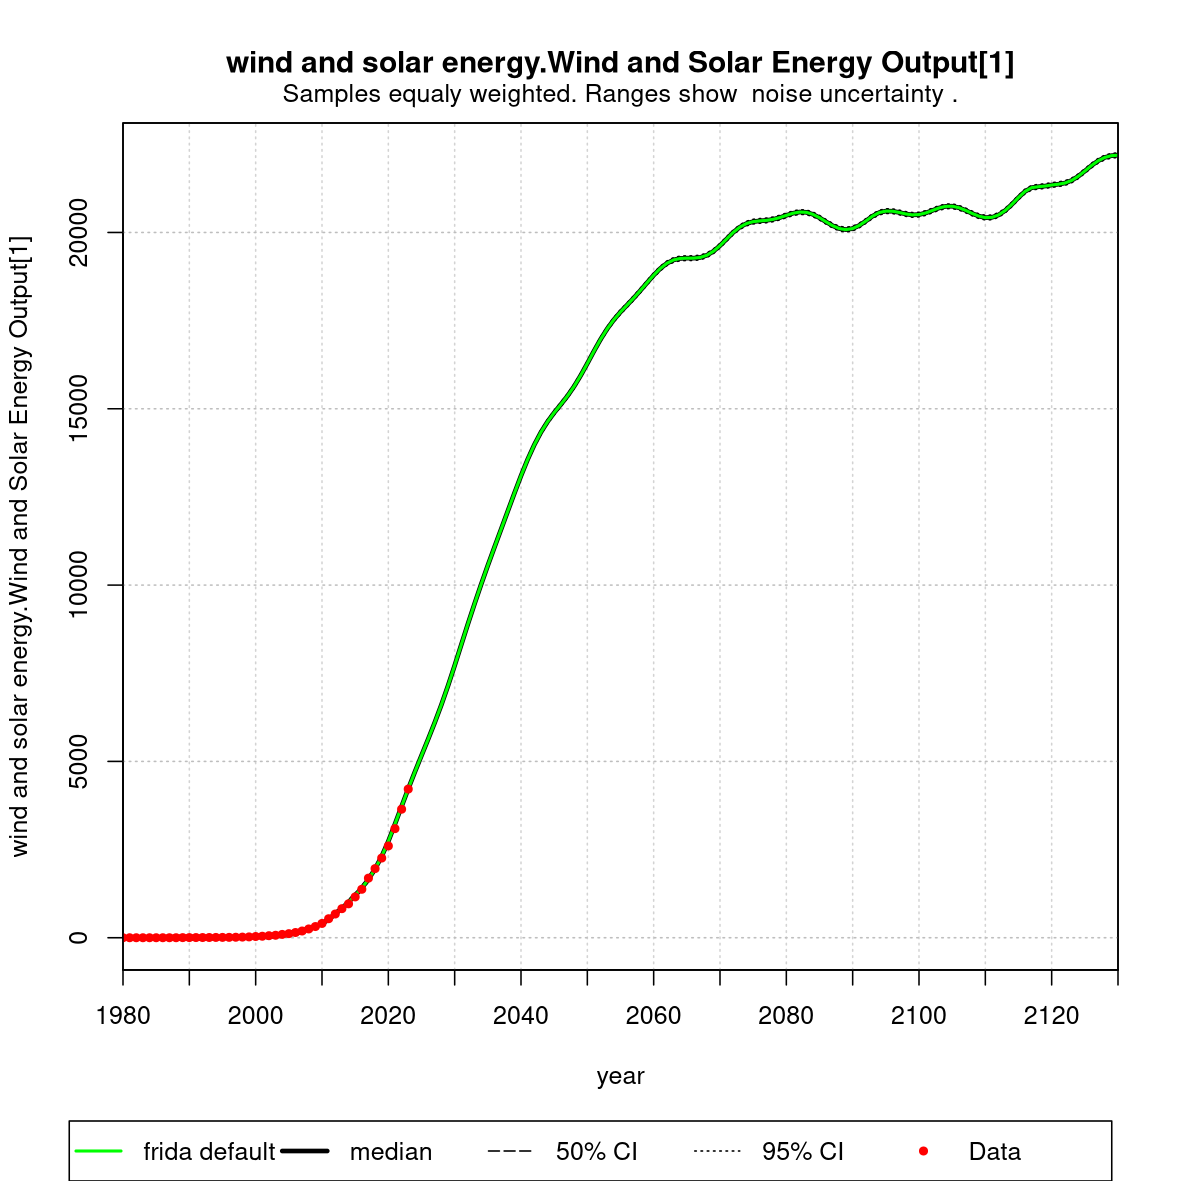 wind and solar energy.Wind and Solar Energy Output[1]
Samples equaly weighted. Ranges show  noise uncertainty .
wind and solar energy.Wind and Solar Energy Output[1]
20000
15000
10000
5000
0
1980 2000 2020 2040 2060 2080 2100 2120
year
frida default median 50% CI 95% CI Data